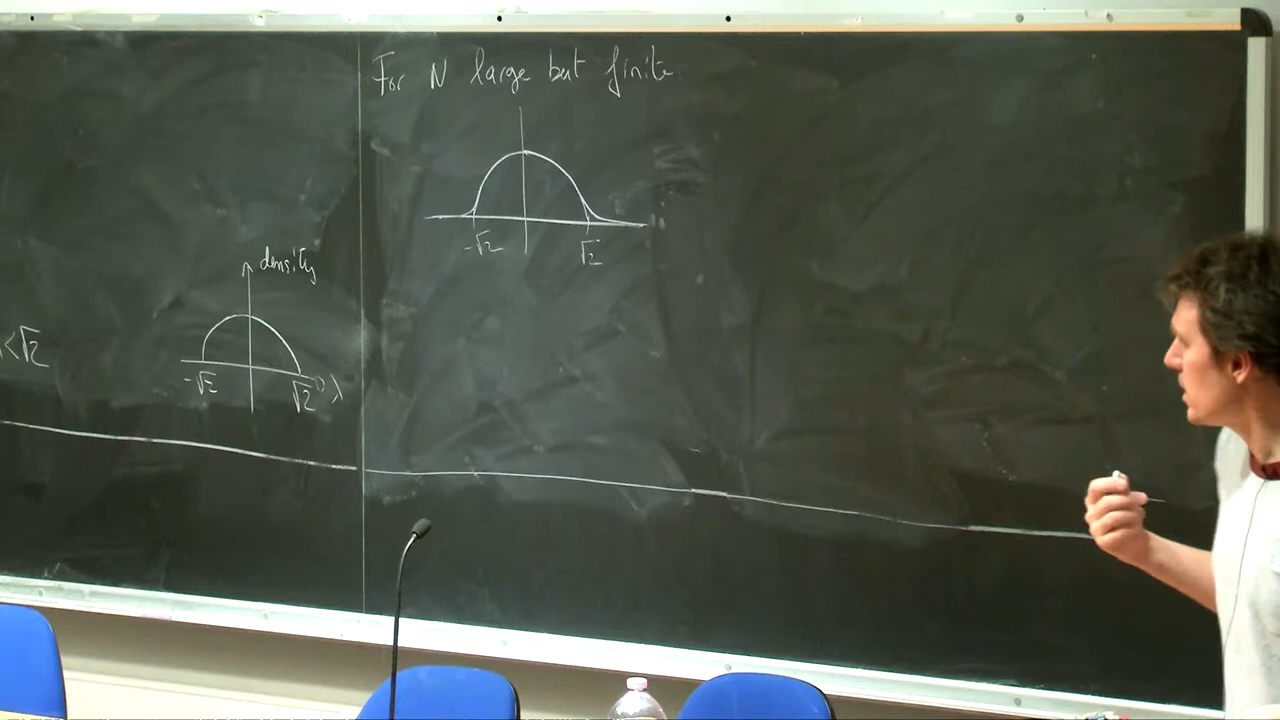 <√2
density
-√2
√2
λ
For N large but finite
-√2
√2